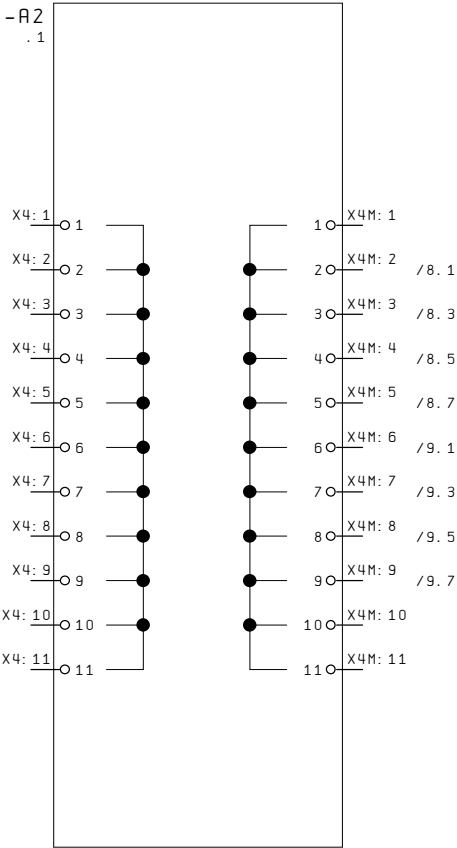 -A2
.1
X4:1 1 1 X4M:1
X4:2 2 2 X4M:2 /8.1
X4:3 3 3 X4M:3 /8.3
X4:4 4 4 X4M:4 /8.5
X4:5 5 5 X4M:5 /8.7
X4:6 6 6 X4M:6 /9.1
X4:7 7 7 X4M:7 /9.3
X4:8 8 8 X4M:8 /9.5
X4:9 9 9 X4M:9 /9.7
X4:10 10 10 X4M:10
X4:11 11 11 X4M:11